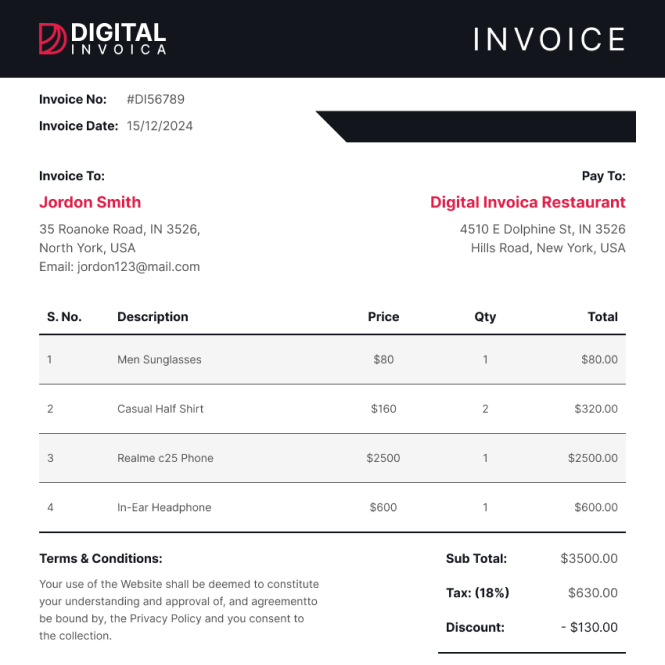 DIGITAL
INVOICA
INVOICE
Invoice No: #DI56789
Invoice Date: 15/12/2024
Invoice To:
Jordon Smith
35 Roanoke Road, IN 3526,
North York, USA
Email: jordon123@mail.com
Pay To:
Digital Invoica Restaurant
4510 E Dolphine St, IN 3526
Hills Road, New York, USA
S. No. Description Price Qty Total
1 Men Sunglasses $80 1 $80.00
2 Casual Half Shirt $160 2 $320.00
3 Realme c25 Phone $2500 1 $2500.00
4 In-Ear Headphone $600 1 $600.00
Terms & Conditions:
Your use of the Website shall be deemed to constitute
your understanding and approval of, and agreementto
be bound by, the Privacy Policy and you consent to
the collection.
Sub Total: $3500.00
Tax: (18%) $630.00
Discount: - $130.00